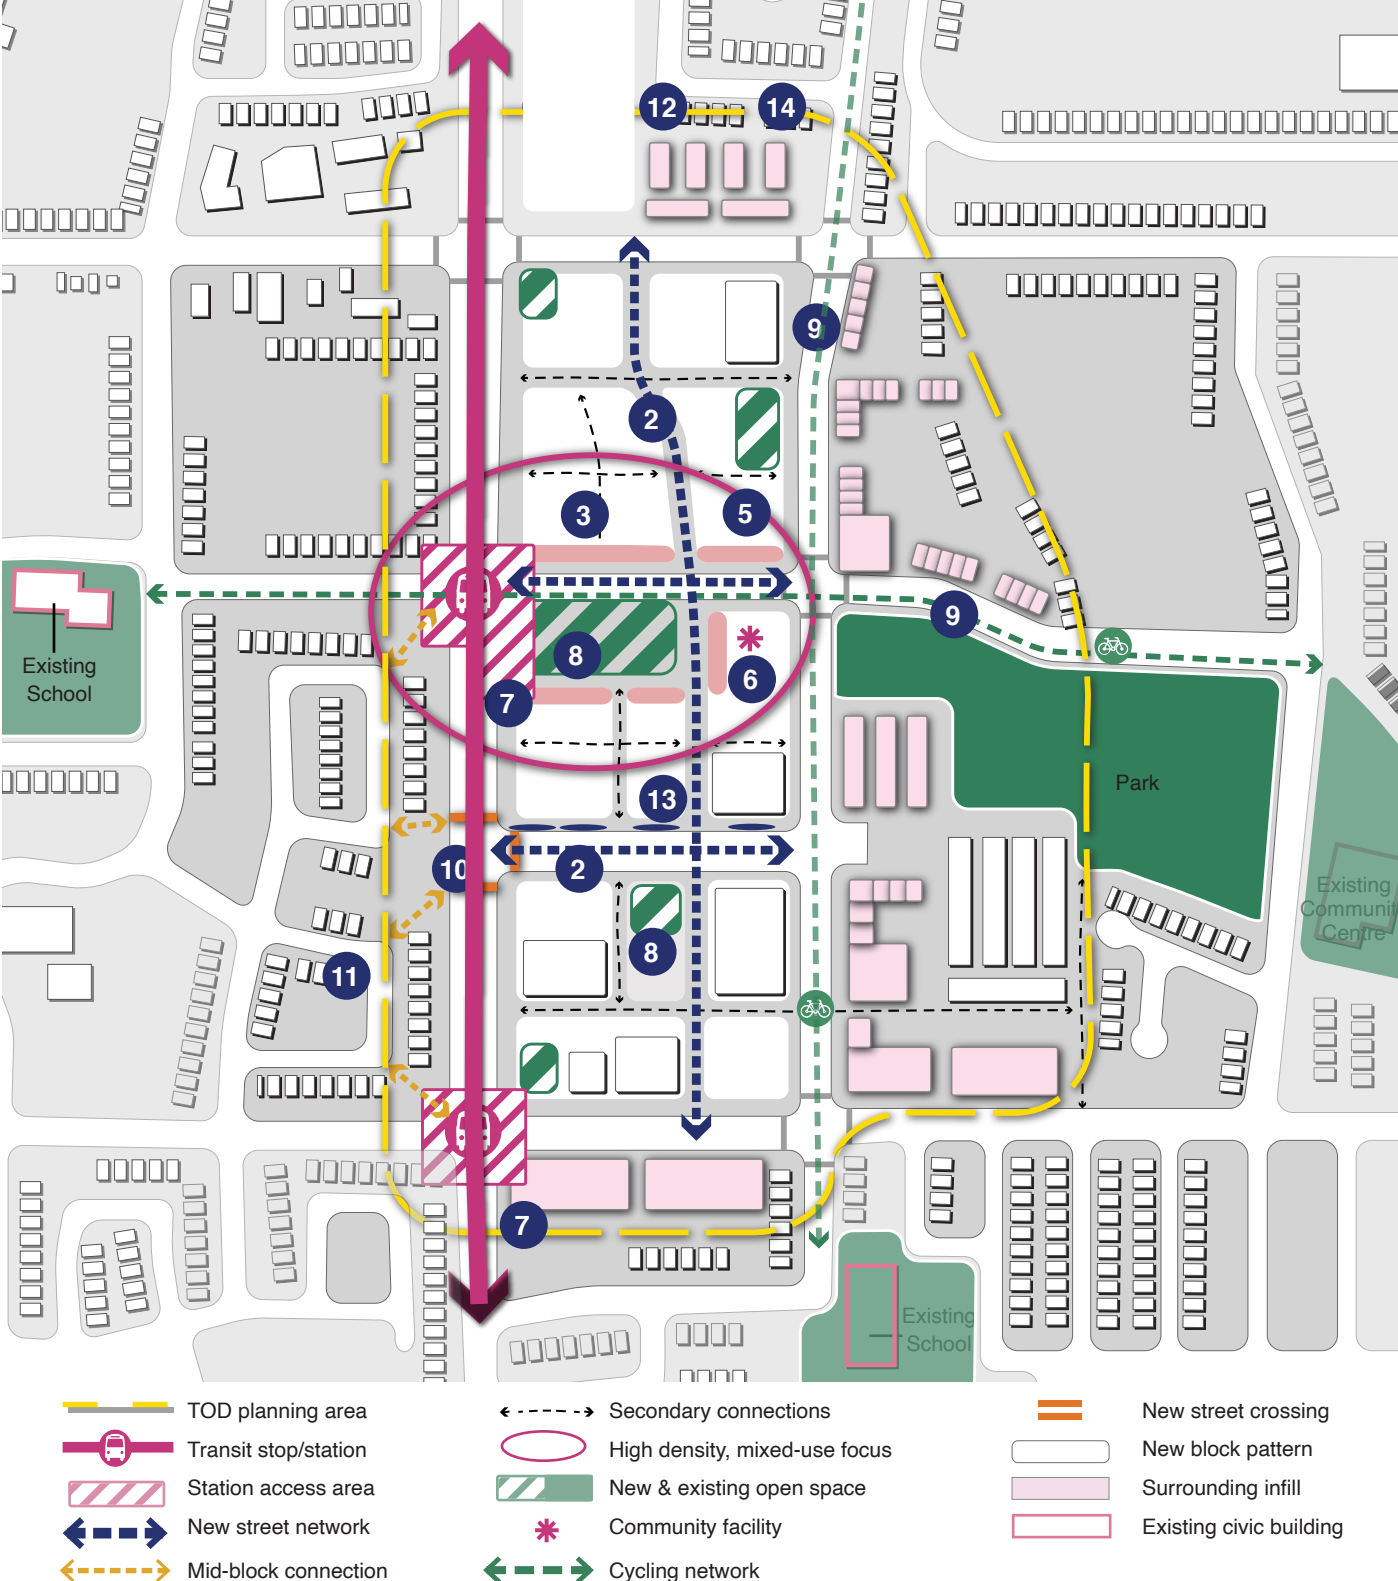 12
14
9
2
3
5
9
Existing
School
8
6
7
Park
13
10
2
Existing
Communit
Centre
8
11
7
Existing
School
TOD planning area
Secondary connections
New street crossing
Transit stop/station
High density, mixed-use focus
New block pattern
Station access area
New & existing open space
Surrounding infill
New street network
Community facility
Existing civic building
Mid-block connection
Cycling network